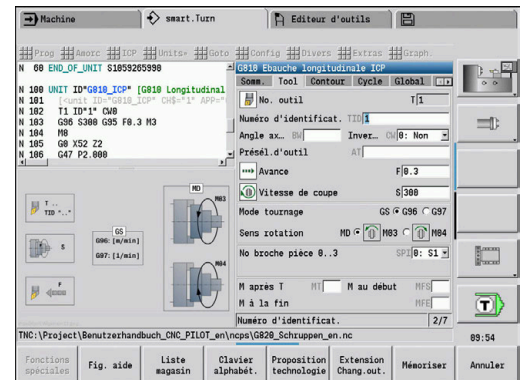 Machine
smart.Turn
Editeur d'outils
Prog Amorc ICP Units» Goto Config Divers Extras Graph.
N 60 END_OF_UNIT S1059265990
N 100 UNIT ID"G810_ICP" [G810 Longitudinal
N 101 [<unit ID="G810_ICP" CH$="1" APP="
N 102 T1 ID"1" CW0
N 103 G96 S300 G95 F0.3 M3
N 104 M8
N 105 G0 X52 Z2
N 106 G47 P2.000
T ..
TID "..."
S
F
GS
G96: [m/min]
G97: [1/min]
MD
M03
M04
G810 Ebauche longitudinale ICP
Somm. Tool Contour Cycle Global
No. outil T 1
Numéro d'identificat. TID 1
Angle ax... BW Inver... CW 0: Non
Présél.d'outil AT
Avance F 0.3
Vitesse de coupe S 300
Mode tournage GS G96 G97
Sens rotation MD M03 M04
No broche pièce 0..3 SPI 0: S1
M après T MT M au début MFS
M à la fin MFE
Numéro d'identificat. 2/7
TNC:\Project\Benutzerhandbuch_CNC_PILOT_en\ncps\G820_Schruppen_en.nc
T
09:54
Fonctions spéciales
Fig. aide
Liste magasin
Clavier alphabét.
Proposition technologie
Extension Chang.out.
Mémoriser
Annuler